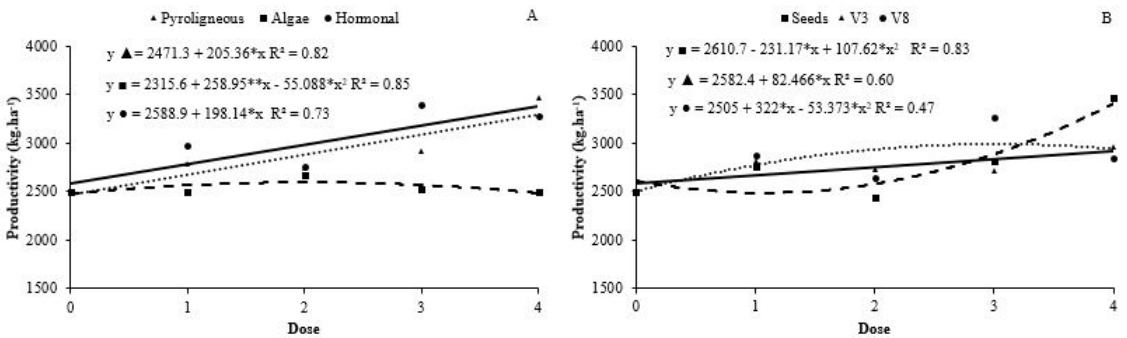 ▲ Pyroligneous ■ Algae ● Hormonal
A
4000
y ▲= 2471.3 + 205.36*x R² = 0.82
y ■ = 2315.6 + 258.95**x - 55.088*x² R² = 0.85
y ● = 2588.9 + 198.14*x R² = 0.73
3500
3000
2500
2000
1500
Productivity (kg.ha⁻¹)
0 1 2 3 4
Dose
■ Seeds ▲ V3 ● V8
B
4000
y ■ = 2610.7 - 231.17*x + 107.62*x² R² = 0.83
y ▲ = 2582.4 + 82.466*x R² = 0.60
y ● = 2505 + 322*x - 53.373*x² R² = 0.47
3500
3000
2500
2000
1500
Productivity (kg.ha⁻¹)
0 1 2 3 4
Dose